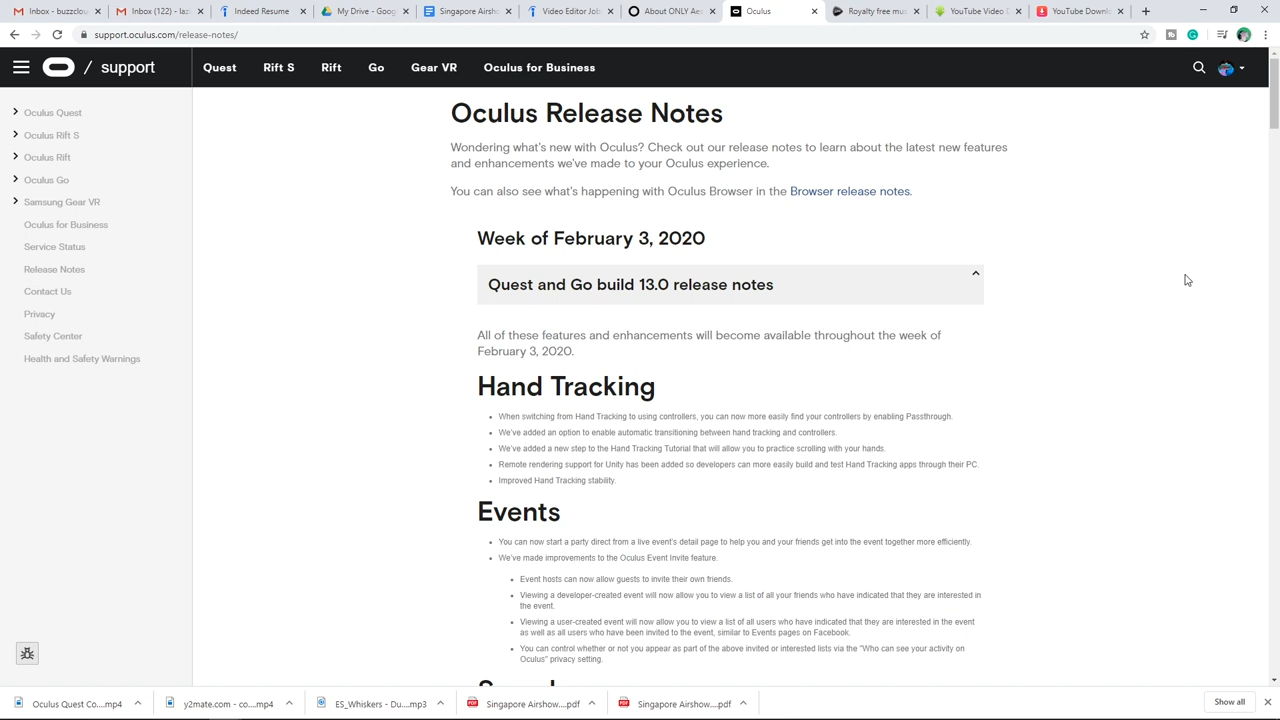 Inbox - buzzclou
Inbox (122) - laz
Indeed Resume
My Drive - Goog
Singapore Airsh
Video Editor Job
About ONLY Aes
Oculus
Royalty free mus
YouTube Video D
YouTube Downl
support.oculus.com/release-notes/
/ support
Quest
Rift S
Rift
Go
Gear VR
Oculus for Business
Oculus Quest
Oculus Rift S
Oculus Rift
Oculus Go
Samsung Gear VR
Oculus for Business
Service Status
Release Notes
Contact Us
Privacy
Safety Center
Health and Safety Warnings
Oculus Release Notes
Wondering what's new with Oculus? Check out our release notes to learn about the latest new features
and enhancements we've made to your Oculus experience.
You can also see what's happening with Oculus Browser in the Browser release notes.
Week of February 3, 2020
Quest and Go build 13.0 release notes
All of these features and enhancements will become available throughout the week of
February 3, 2020.
Hand Tracking
• When switching from Hand Tracking to using controllers, you can now more easily find your controllers by enabling Passthrough.
• We've added an option to enable automatic transitioning between hand tracking and controllers.
• We've added a new step to the Hand Tracking Tutorial that will allow you to practice scrolling with your hands.
• Remote rendering support for Unity has been added so developers can more easily build and test Hand Tracking apps through their PC.
• Improved Hand Tracking stability.
Events
• You can now start a party direct from a live event's detail page to help you and your friends get into the event together more efficiently.
• We've made improvements to the Oculus Event Invite feature.
• Event hosts can now allow guests to invite their own friends.
• Viewing a developer-created event will now allow you to view a list of all your friends who have indicated that they are interested in
the event.
• Viewing a user-created event will now allow you to view a list of all users who have indicated that they are interested in the event
as well as all users who have been invited to the event, similar to Events pages on Facebook.
• You can control whether or not you appear as part of the above invited or interested lists via the "Who can see your activity on
Oculus" privacy setting.
Oculus Quest Co....mp4
y2mate.com - co....mp4
ES_Whiskers - Du....mp3
Singapore Airshow....pdf
Singapore Airshow....pdf
Show all